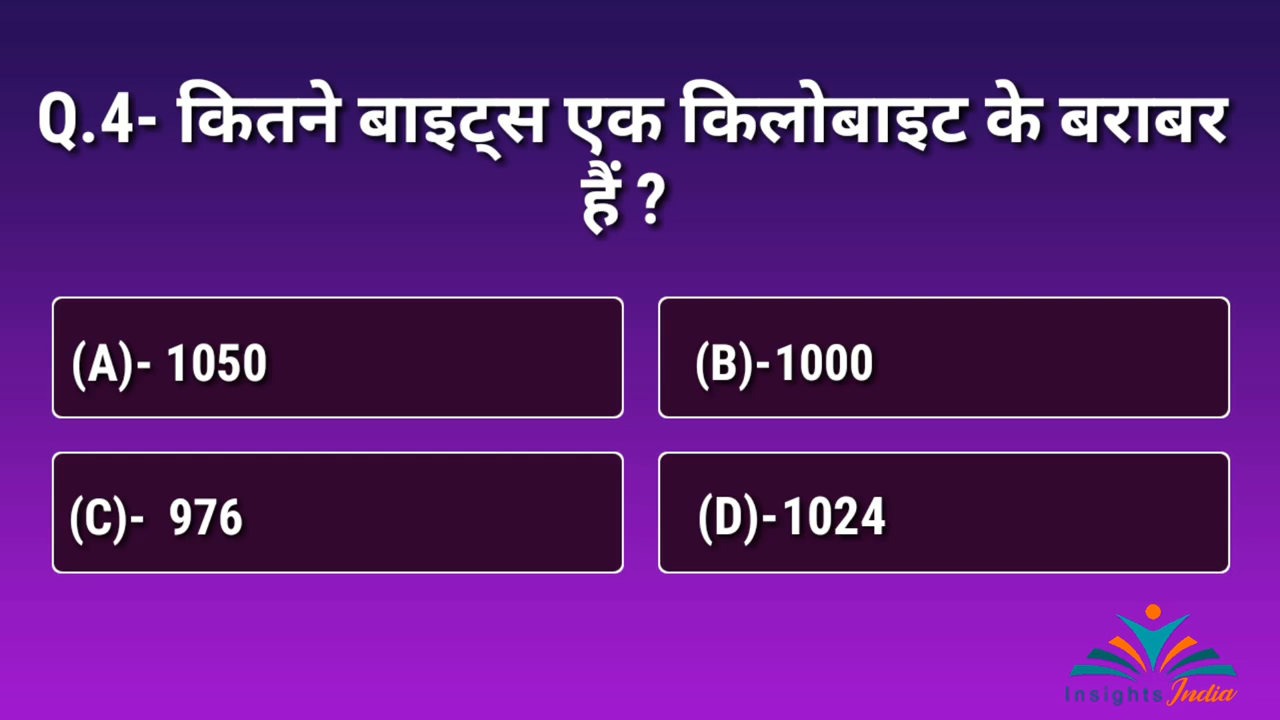 Q.4- कितने बाइट्स एक किलोबाइट के बराबर
हैं ?
(A)- 1050
(B)-1000
(C)- 976
(D)-1024
Insights India